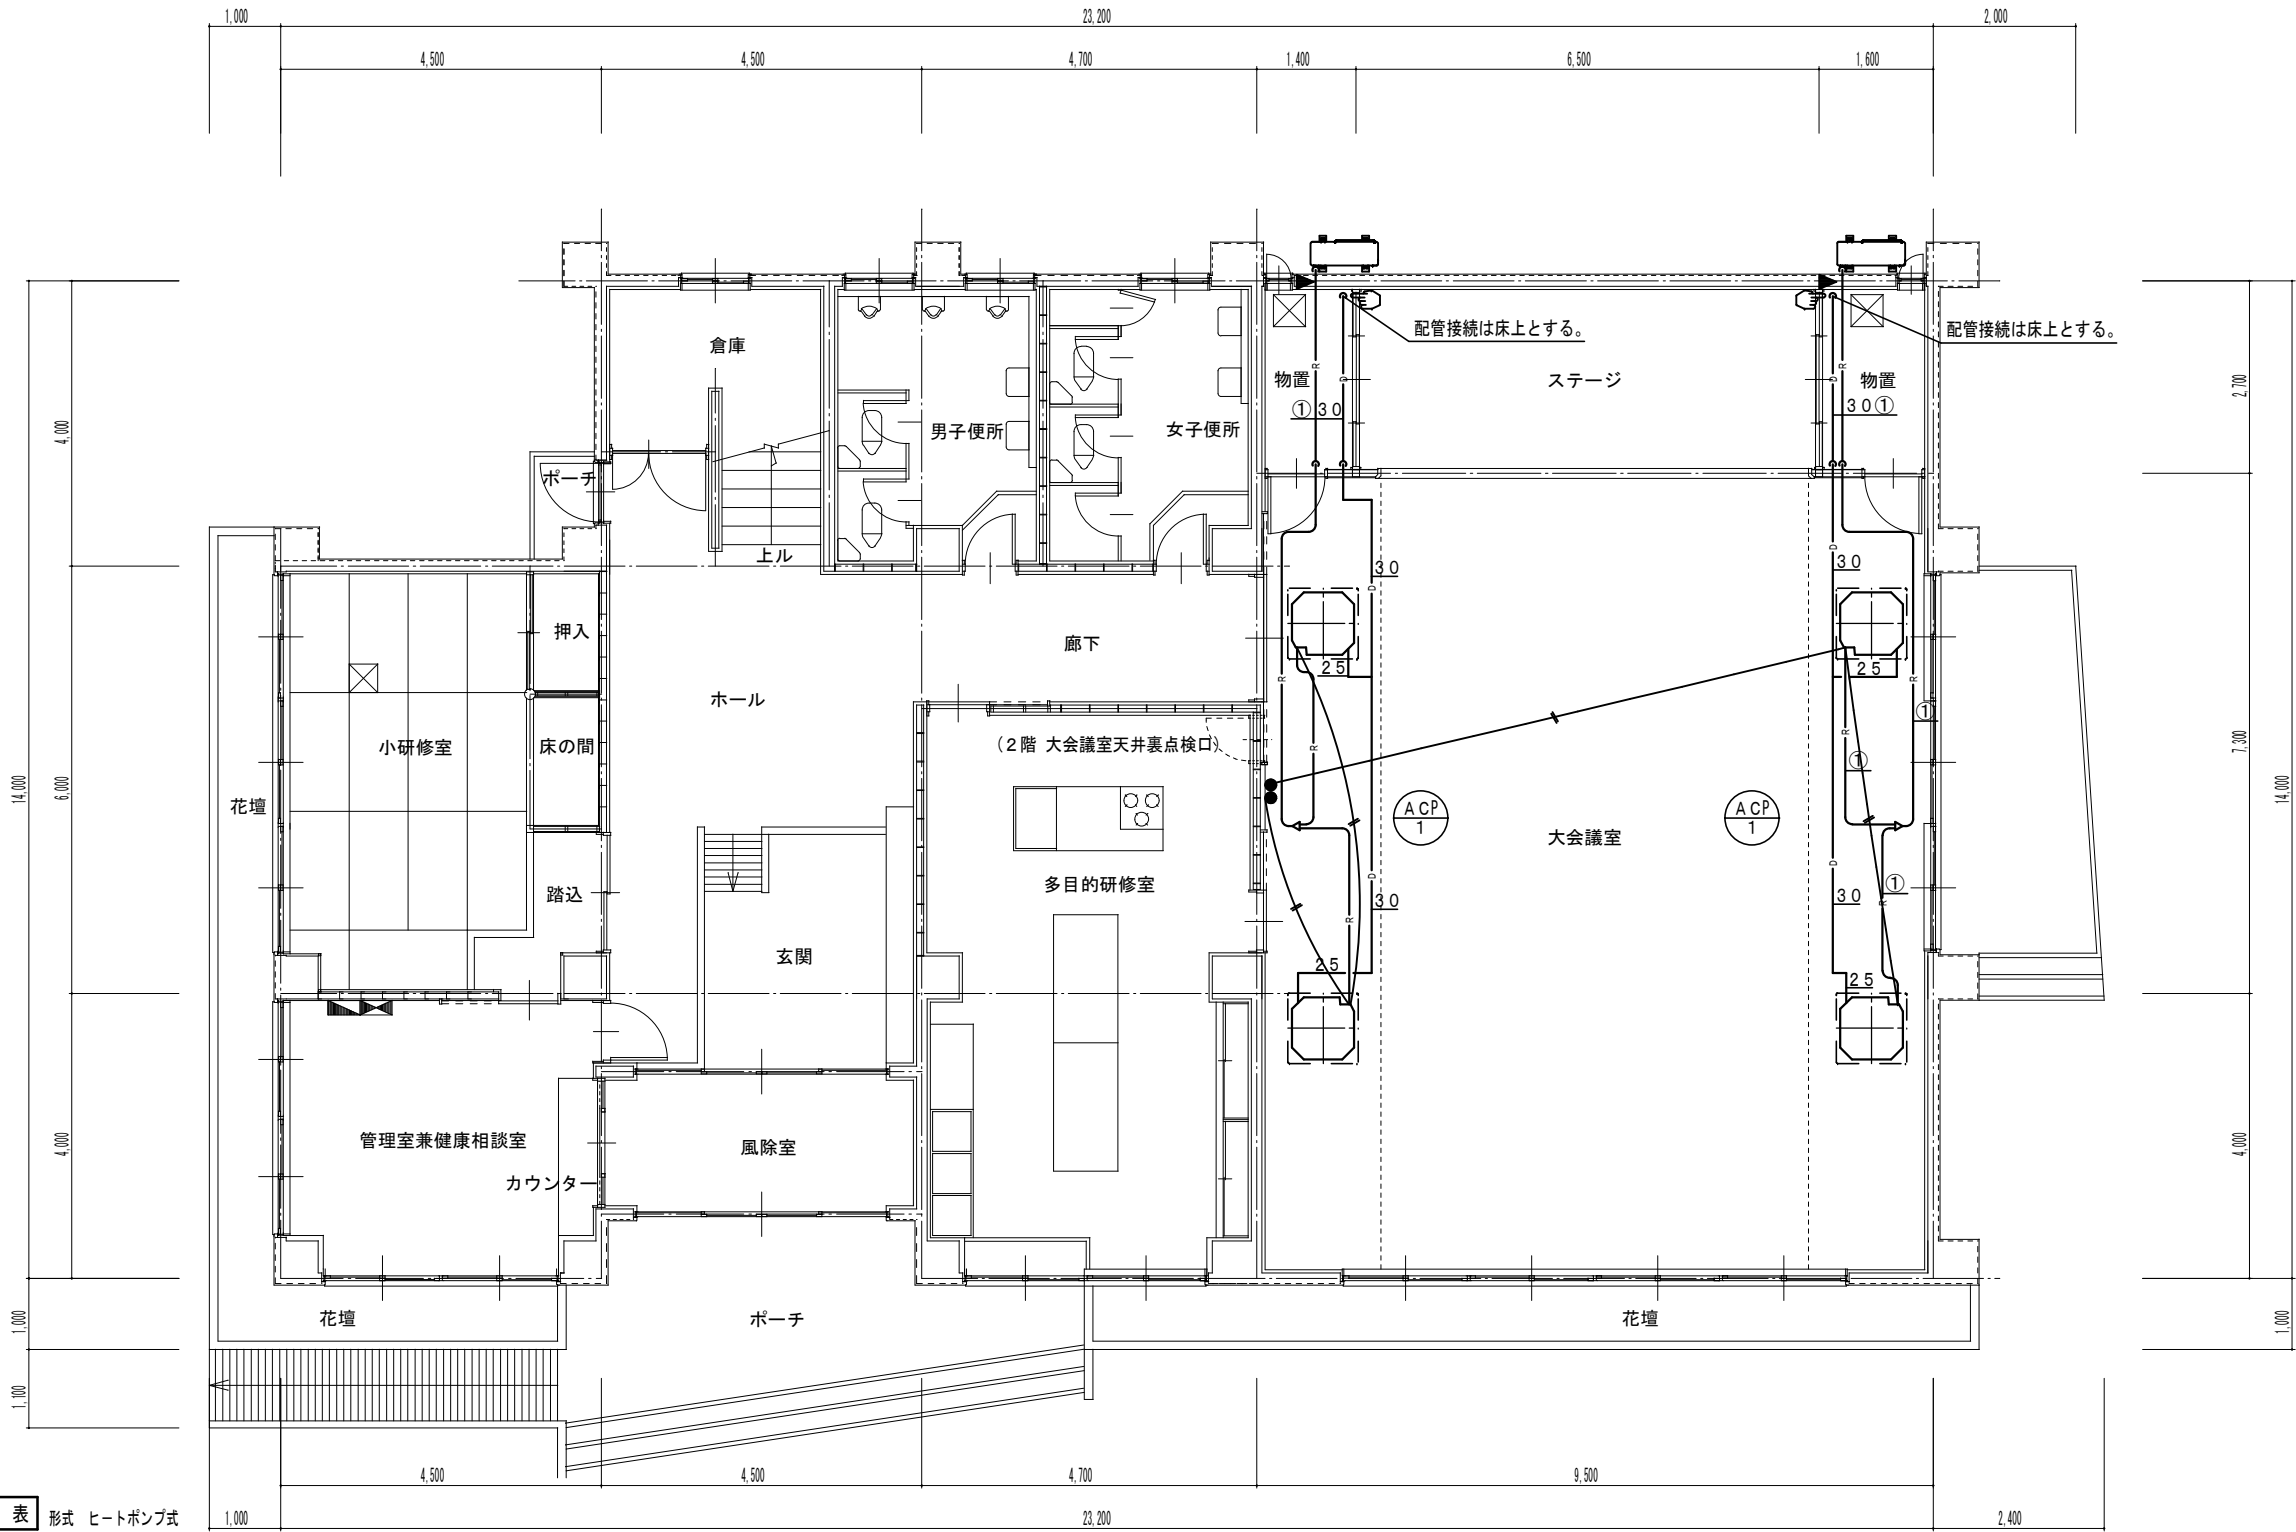 1,000
23,200
2,000
4,500
4,500
4,700
1,400
6,500
1,600
配管接続は床上とする。
配管接続は床上とする。
倉庫
物置
ステージ
物置
R
D
D
R
① 30
30①
2,700
4,000
男子便所
女子便所
ポーチ
上ル
D
30
30
D
押入
廊下
25
25
R
R
ホール
①
小研修室
床の間
(2階 大会議室天井裏点検口)
R
R
①
7,300
14,000
6,000
14,000
花壇
ACP
1
ACP
1
大会議室
D
D
踏込
多目的研修室
①
30
30
R
R
玄関
25
25
管理室兼健康相談室
風除室
カウンター
4,000
4,000
花壇
ポーチ
花壇
1,000
1,000
1,100
4,500
4,500
4,700
9,500
表
形式 ヒートポンプ式
1,000
23,200
2,400